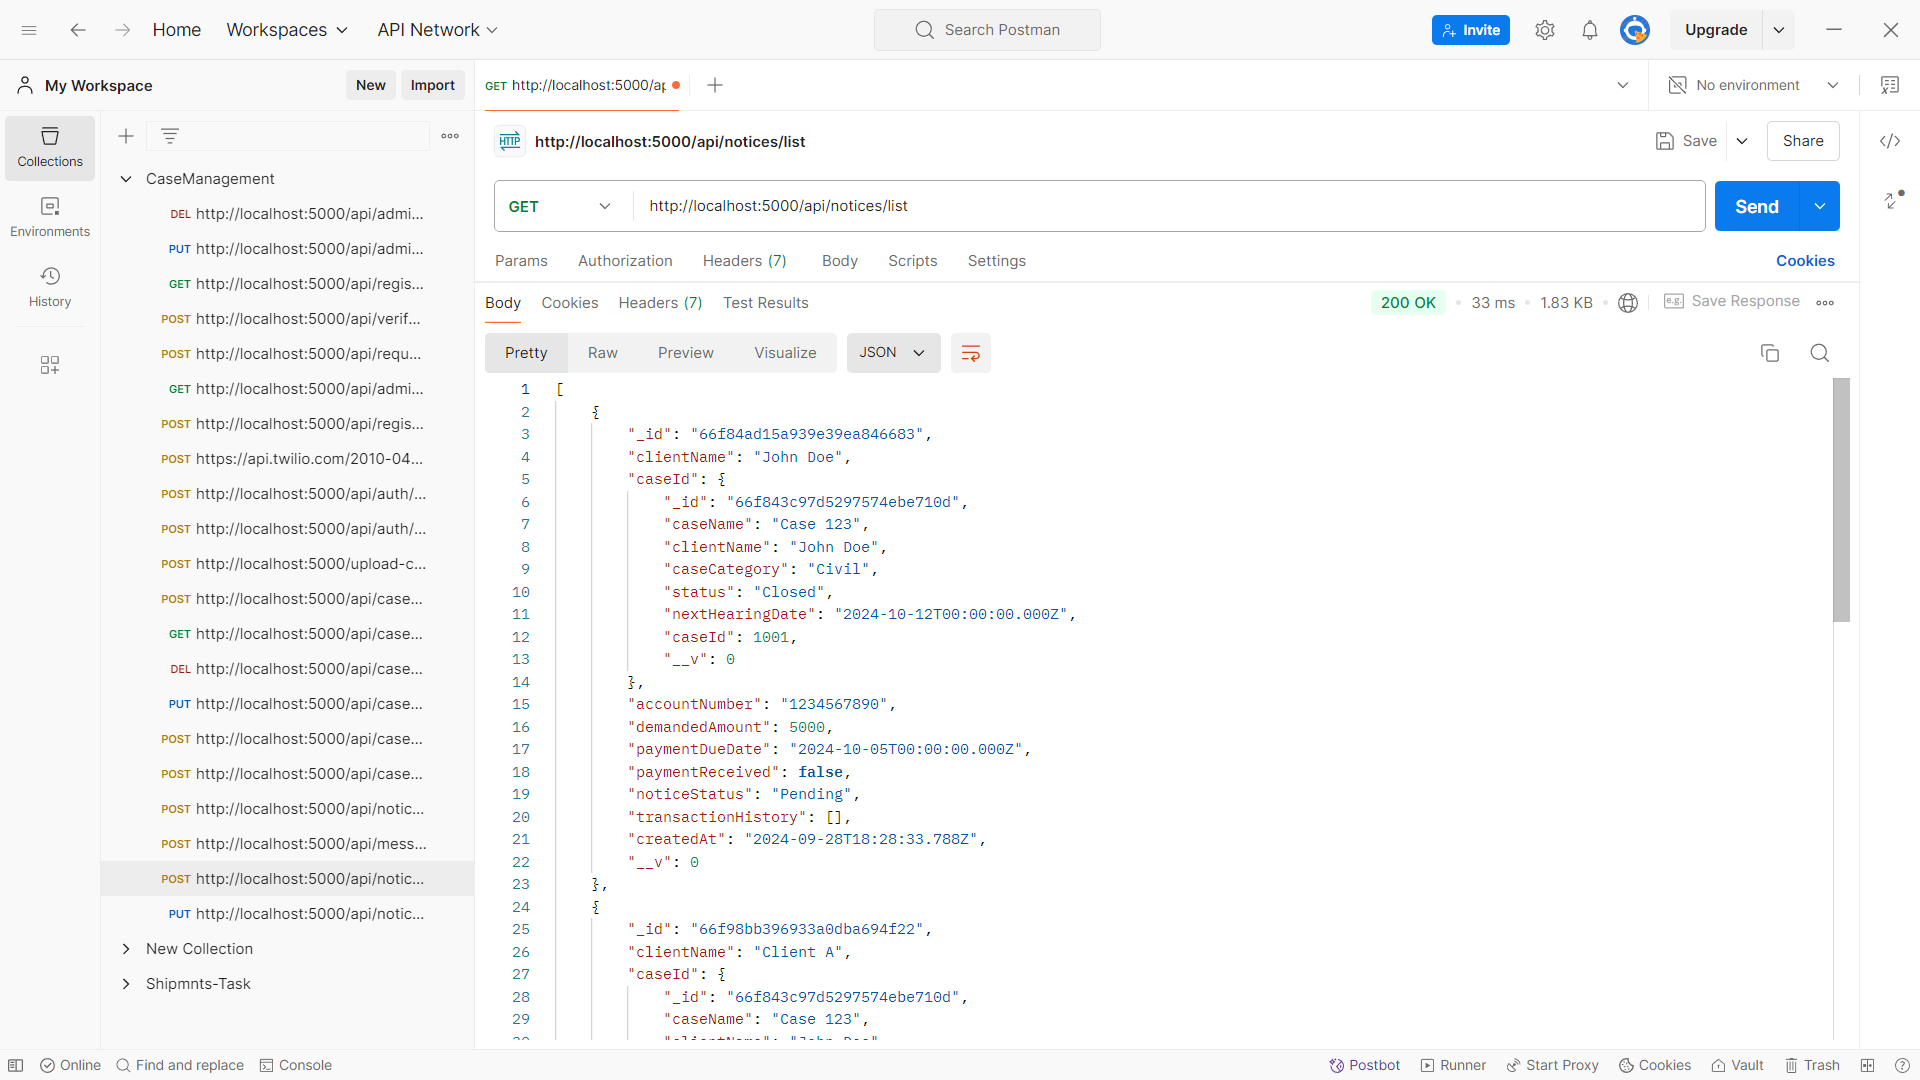 Home
Workspaces
API Network
Search Postman
Invite
Upgrade
My Workspace
New
Import
GET http://localhost:5000/ap
No environment
Collections
Environments
History
CaseManagement
DEL http://localhost:5000/api/admi...
PUT http://localhost:5000/api/admi...
GET http://localhost:5000/api/regis...
POST http://localhost:5000/api/verif...
POST http://localhost:5000/api/requ...
GET http://localhost:5000/api/admi...
POST http://localhost:5000/api/regis...
POST https://api.twilio.com/2010-04...
POST http://localhost:5000/api/auth/...
POST http://localhost:5000/api/auth/...
POST http://localhost:5000/upload-c...
POST http://localhost:5000/api/case...
GET http://localhost:5000/api/case...
DEL http://localhost:5000/api/case...
PUT http://localhost:5000/api/case...
POST http://localhost:5000/api/case...
POST http://localhost:5000/api/case...
POST http://localhost:5000/api/notic...
POST http://localhost:5000/api/mess...
POST http://localhost:5000/api/notic...
PUT http://localhost:5000/api/notic...
New Collection
Shipmnts-Task
HTTP http://localhost:5000/api/notices/list
Save
Share
GET http://localhost:5000/api/notices/list
Send
Params Authorization Headers (7) Body Scripts Settings
Cookies
Body Cookies Headers (7) Test Results
200 OK • 33 ms • 1.83 KB •
e.g. Save Response
Pretty Raw Preview Visualize JSON
1 [
2 {
3 "_id": "66f84ad15a939e39ea846683",
4 "clientName": "John Doe",
5 "caseId": {
6 "_id": "66f843c97d5297574ebe710d",
7 "caseName": "Case 123",
8 "clientName": "John Doe",
9 "caseCategory": "Civil",
10 "status": "Closed",
11 "nextHearingDate": "2024-10-12T00:00:00.000Z",
12 "caseId": 1001,
13 "__v": 0
14 },
15 "accountNumber": "1234567890",
16 "demandedAmount": 5000,
17 "paymentDueDate": "2024-10-05T00:00:00.000Z",
18 "paymentReceived": false,
19 "noticeStatus": "Pending",
20 "transactionHistory": [],
21 "createdAt": "2024-09-28T18:28:33.788Z",
22 "__v": 0
23 },
24 {
25 "_id": "66f98bb396933a0dba694f22",
26 "clientName": "Client A",
27 "caseId": {
28 "_id": "66f843c97d5297574ebe710d",
29 "caseName": "Case 123",
30 "clientName": "John Doe"
Online
Find and replace
Console
Postbot
Runner
Start Proxy
Cookies
Vault
Trash